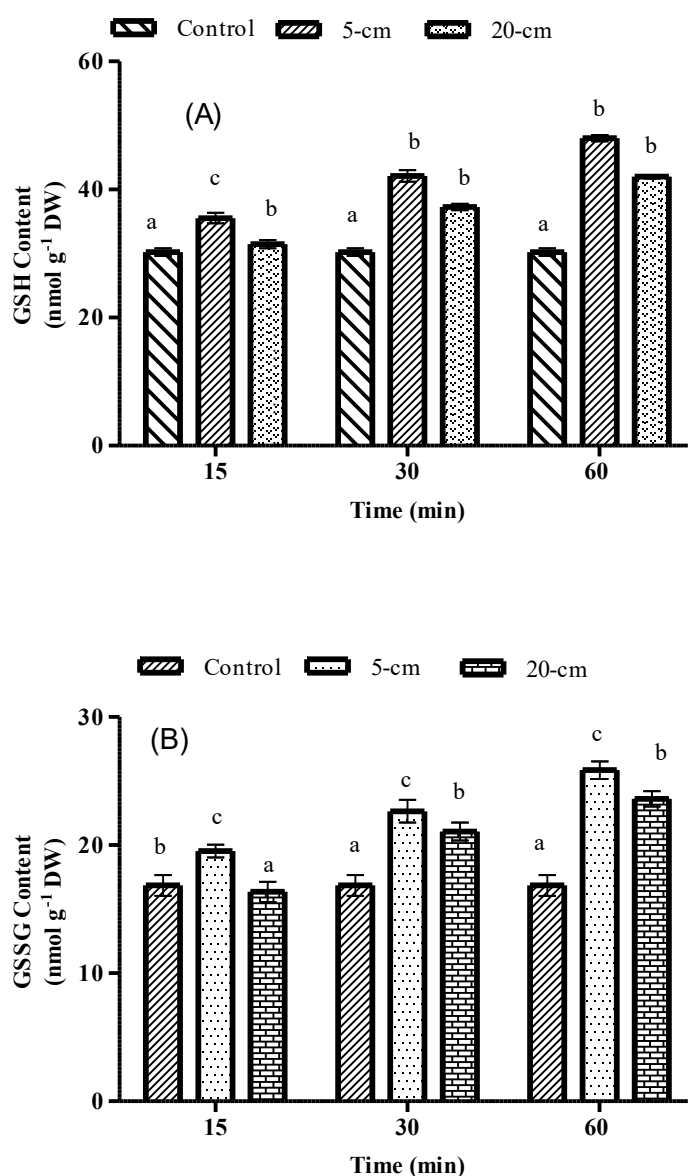 Control 5-cm 20-cm
60
(A)
b
b
b
c
b
40
a
b
a
a
GSH Content
(nmol g-1 DW)
20
0
15 30 60
Time (min)
Control 5-cm 20-cm
30
(B)
c
c
b
c
b
20
b
a
a
a
GSSG Content
(nmol g-1 DW)
10
0
15 30 60
Time (min)